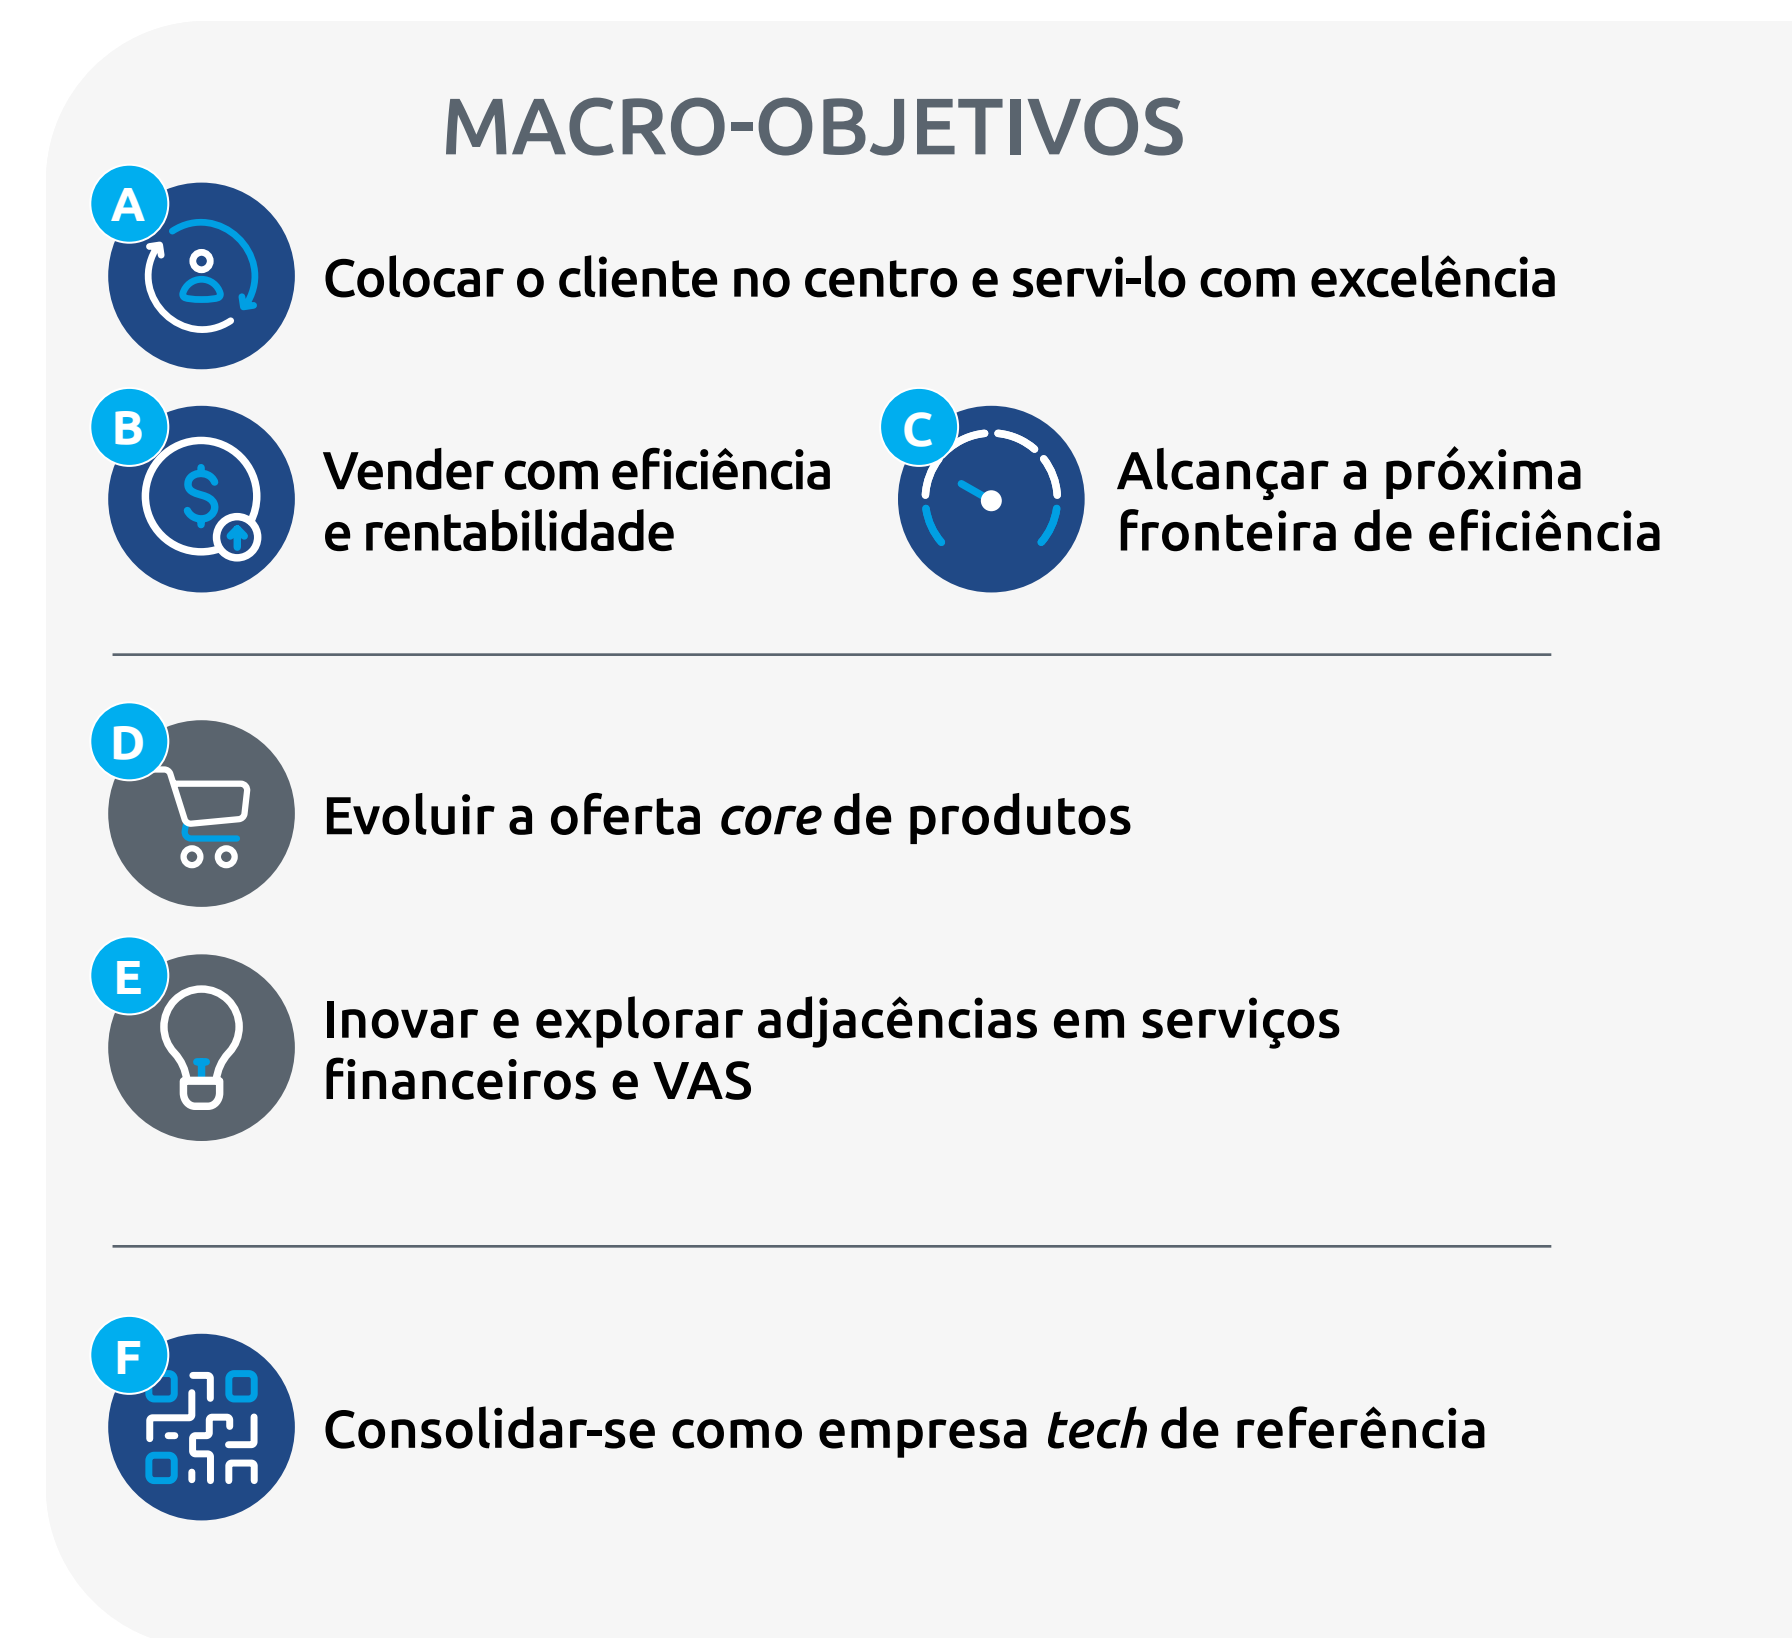 MACRO-OBJETIVOS
A
Colocar o cliente no centro e servi-lo com excelência
B
Vender com eficiência
e rentabilidade
C
Alcançar a próxima
fronteira de eficiência
D
Evoluir a oferta core de produtos
E
Inovar e explorar adjacências em serviços
financeiros e VAS
F
Consolidar-se como empresa tech de referência